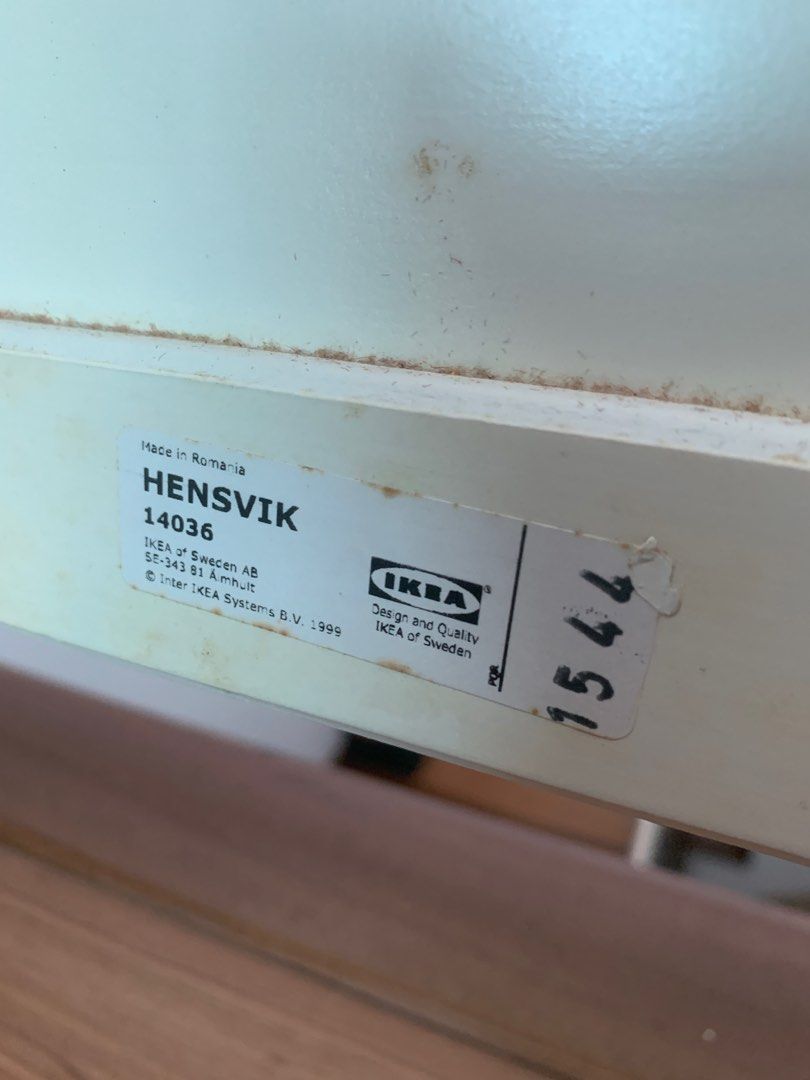 Made in Romania
HENSVIK
14036
IKEA of Sweden AB
SE-343 81 Älmhult
© Inter IKEA Systems B.V. 1999
IKEA®
Design and Quality
IKEA of Sweden
PQR
1544